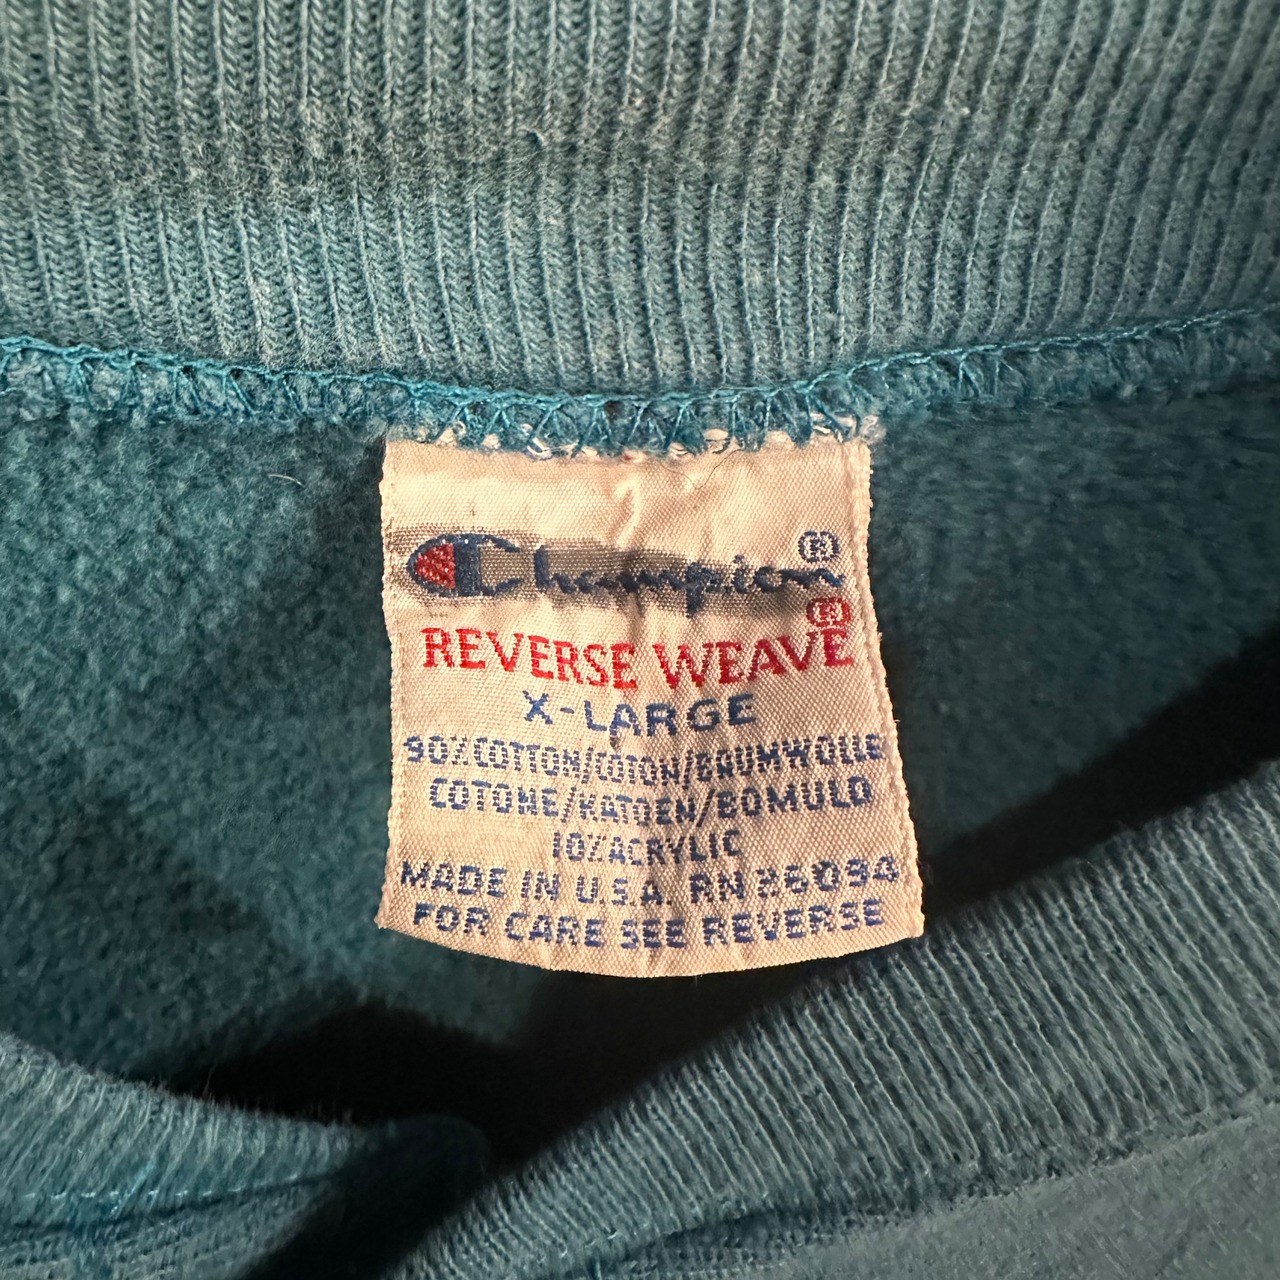 Champion®
REVERSE WEAVE®
X-LARGE
90% COTTON/COTON/BAUMWOLLE
COTONE/KATOEN/BOMULD
10% ACRYLIC
MADE IN U.S.A. RN 26094
FOR CARE SEE REVERSE